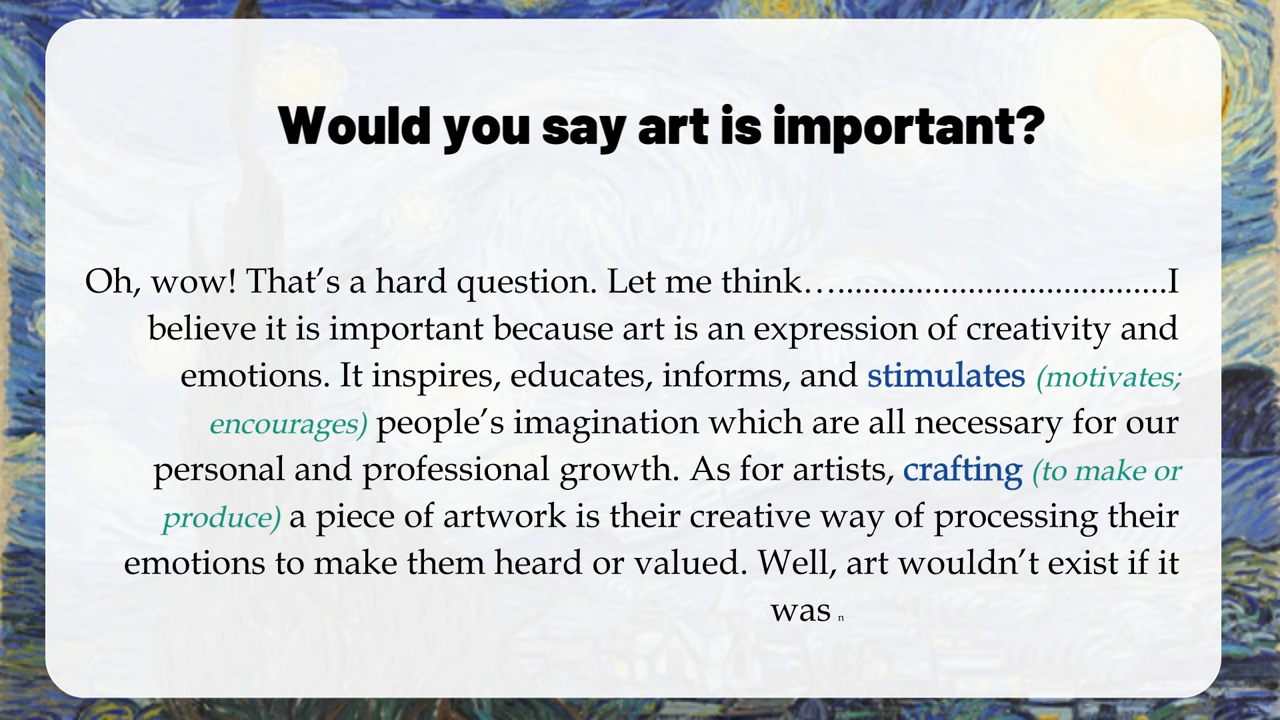 Would you say art is important?
Oh, wow! That’s a hard question. Let me think…......................................I
believe it is important because art is an expression of creativity and
emotions. It inspires, educates, informs, and stimulates (motivates;
encourages) people’s imagination which are all necessary for our
personal and professional growth. As for artists, crafting (to make or
produce) a piece of artwork is their creative way of processing their
emotions to make them heard or valued. Well, art wouldn’t exist if it
was n